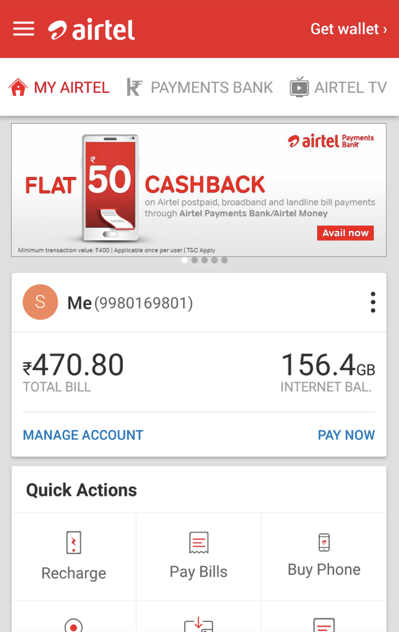 airtel
Get wallet ›
MY AIRTEL
PAYMENTS BANK
AIRTEL TV
airtel Payments Bank
FLAT ₹50 CASHBACK
on Airtel postpaid, broadband and landline bill payments
through Airtel Payments Bank/Airtel Money
Avail now
Minimum transaction value: ₹400 | Applicable once per user | T&C Apply
S
Me (9980169801)
₹470.80
TOTAL BILL
156.4GB
INTERNET BAL.
MANAGE ACCOUNT
PAY NOW
Quick Actions
Recharge
Pay Bills
Buy Phone